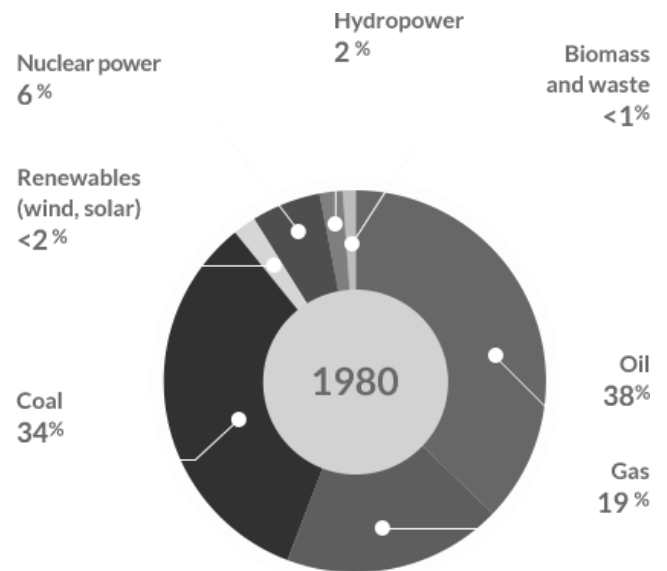 Hydropower
2 %
Nuclear power
6 %
Biomass
and waste
<1%
Renewables
(wind, solar)
<2 %
1980
Oil
38%
Coal
34%
Gas
19 %